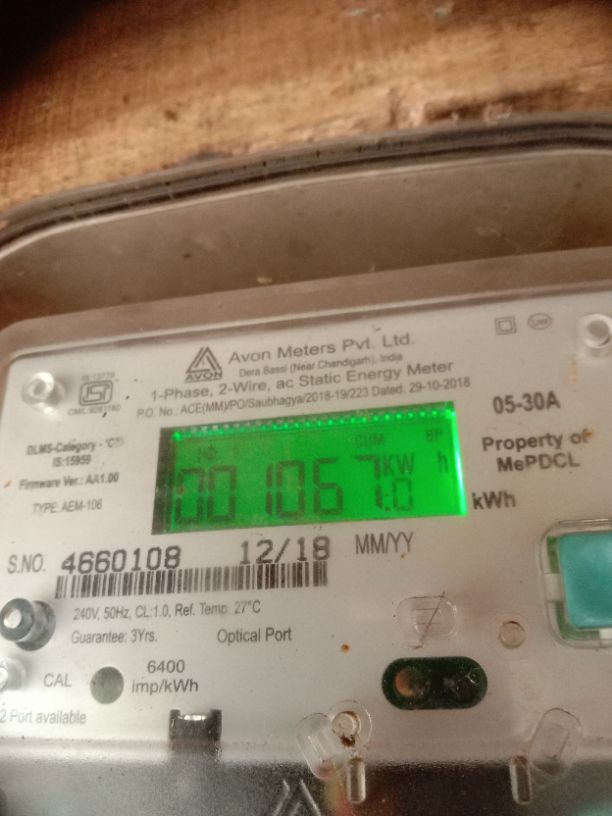 AVON
Avon Meters Pvt. Ltd.
Dera Bassi (Near Chandigarh), India
1-Phase, 2-Wire, ac Static Energy Meter
P.O. No.: ACE(MM)/PO/Saubhagya/2018-19/223 Dated: 29-10-2018
05-30A
Property of
MePDCL
DLMS-Category - 'C'
IS:15959
Firmware Ver.: AA1.00
TYPE: AEM-106
CUM
001067 KW h
1.0
kWh
S.NO. 4660108 12/18 MM/YY
240V, 50Hz, CL:1.0, Ref. Temp. 27°C
Guarantee: 3Yrs. Optical Port
CAL 6400
imp/kWh
2 Port available